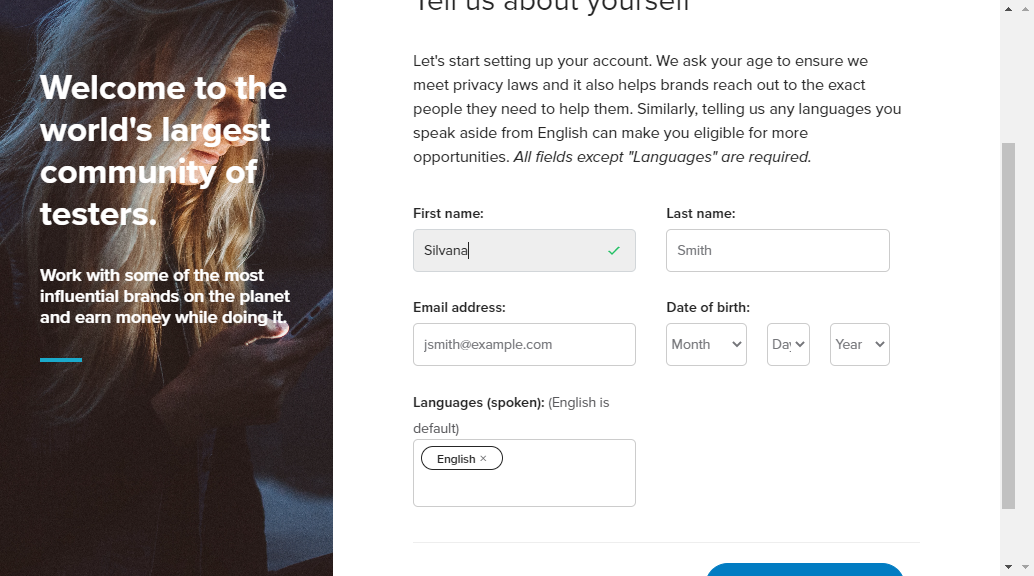 Tell us about yourself
Welcome to the
world's largest
community of
testers.
Work with some of the most
influential brands on the planet
and earn money while doing it.
Let's start setting up your account. We ask your age to ensure we
meet privacy laws and it also helps brands reach out to the exact
people they need to help them. Similarly, telling us any languages you
speak aside from English can make you eligible for more
opportunities. All fields except "Languages" are required.
First name:
Last name:
Silvana
Smith
Email address:
Date of birth:
jsmith@example.com
Month
Day
Year
Languages (spoken): (English is
default)
English ×